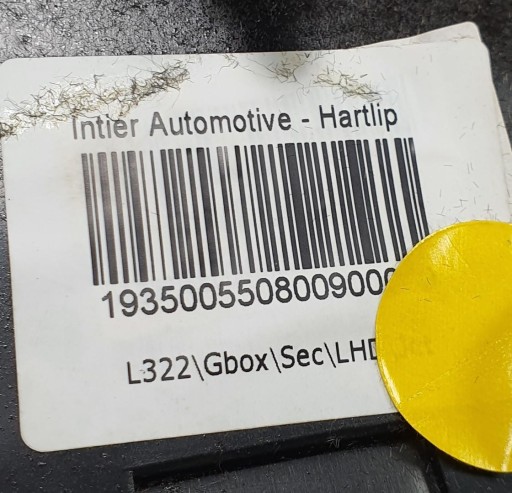 Intier Automotive - Hartlip
193500550800900
L322\Gbox\Sec\LHD